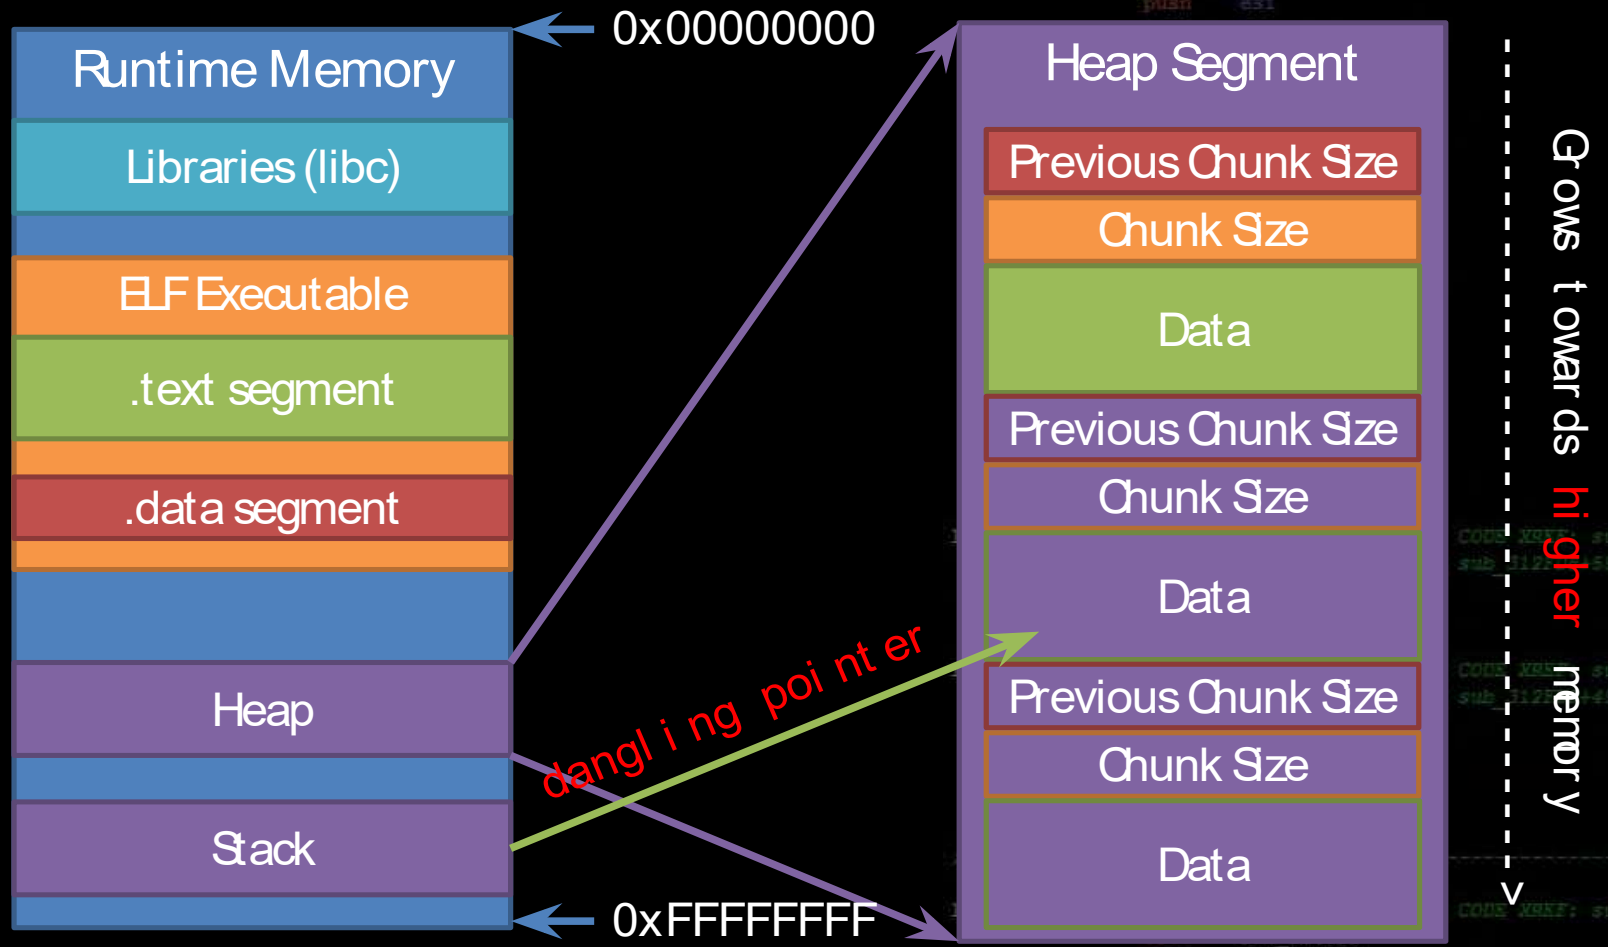 0x00000000
Runtime Memory
Libraries (libc)
ELF Executable
.text segment
.data segment
Heap
Stack
0xFFFFFFFF
dangling pointer
push esi
Heap Segment
Previous Chunk Size
Chunk Size
Data
Previous Chunk Size
Chunk Size
Data
Previous Chunk Size
Chunk Size
Data
Grows towards higher memory